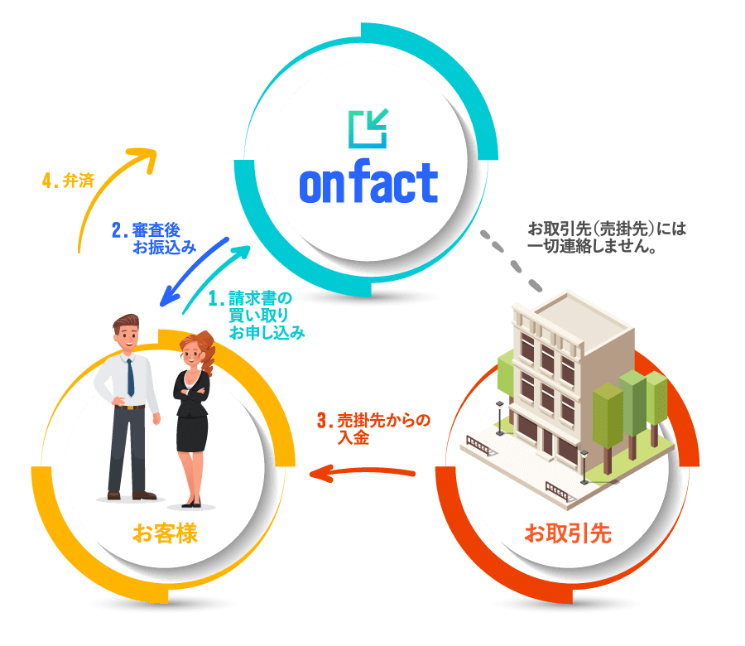 onfact
4. 弁済
2. 審査後
お振込み
お取引先（売掛先）には
一切連絡しません。
1. 請求書の
買い取り
お申し込み
3. 売掛先からの
入金
お客様
お取引先